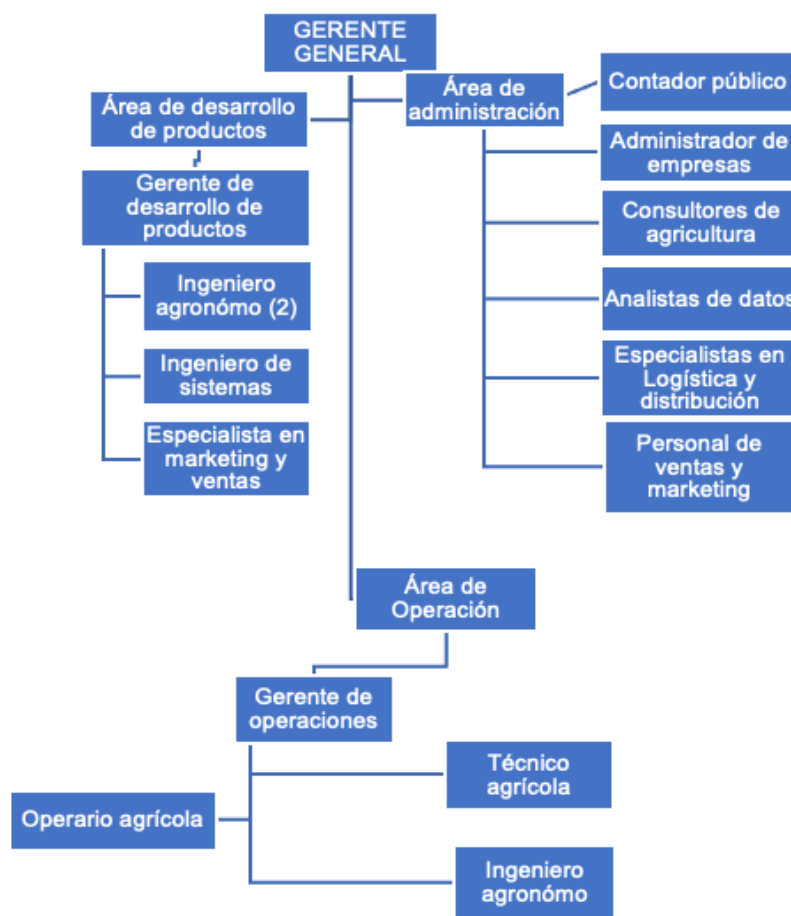 GERENTE
GENERAL
Área de desarrollo
de productos
Gerente de
desarrollo de
productos
Ingeniero
agronómo (2)
Ingeniero de
sistemas
Especialista en
marketing y
ventas
Área de
administración
Contador público
Administrador de
empresas
Consultores de
agricultura
Analistas de datos
Especialistas en
Logística y
distribución
Personal de
ventas y
marketing
Área de
Operación
Gerente de
operaciones
Técnico
agrícola
Operario agrícola
Ingeniero
agronómo